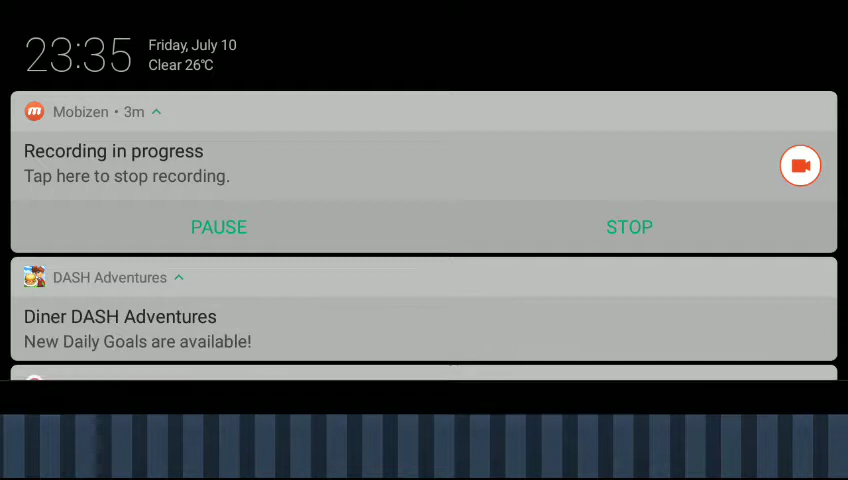 23:35
Friday, July 10
Clear 26℃
Mobizen • 3m
Recording in progress
Tap here to stop recording.
PAUSE
STOP
DASH Adventures
Diner DASH Adventures
New Daily Goals are available!